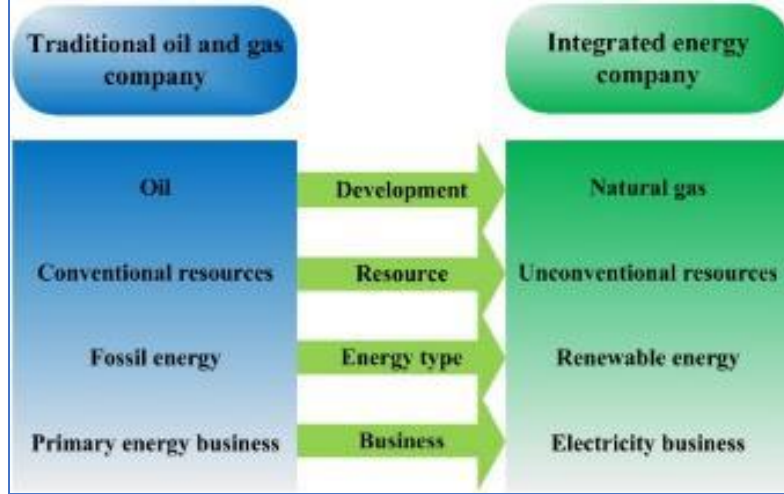 Traditional oil and gas
company
Integrated energy
company
Oil
Development
Natural gas
Conventional resources
Resource
Unconventional resources
Fossil energy
Energy type
Renewable energy
Primary energy business
Business
Electricity business